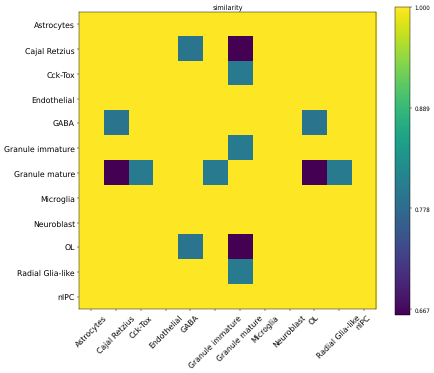 similarity
Astrocytes
Cajal Retzius
Cck-Tox
Endothelial
GABA
Granule immature
Granule mature
Microglia
Neuroblast
OL
Radial Glia-like
nIPC
Astrocytes
Cajal Retzius
Cck-Tox
Endothelial
GABA
Granule immature
Granule mature
Microglia
Neuroblast
OL
Radial Glia-like
nIPC
1.000
0.889
0.778
0.667